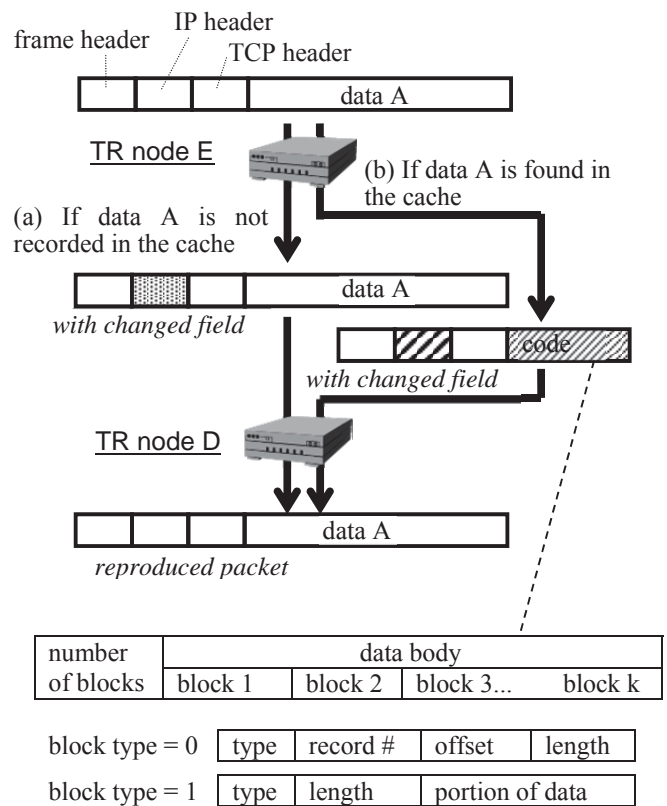 frame header
IP header
TCP header
data A
TR node E
(b) If data A is found in
the cache
(a) If data A is not
recorded in the cache
data A
with changed field
code
with changed field
TR node D
data A
reproduced packet
number
of blocks
data body
block 1
block 2
block 3...
block k
block type = 0
type
record #
offset
length
block type = 1
type
length
portion of data